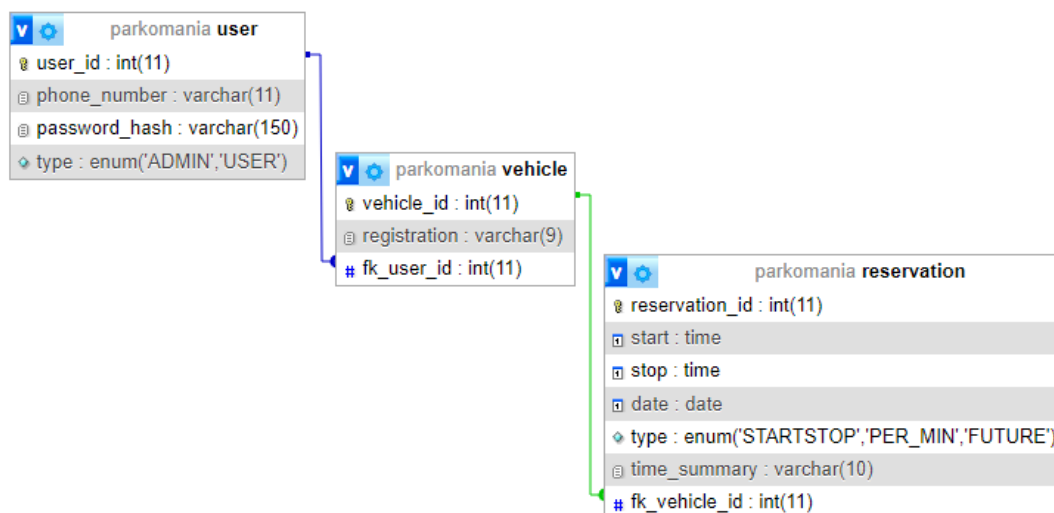 v parkomania user
user_id : int(11)
phone_number : varchar(11)
password_hash : varchar(150)
type : enum('ADMIN','USER')
v parkomania vehicle
vehicle_id : int(11)
registration : varchar(9)
# fk_user_id : int(11)
v parkomania reservation
reservation_id : int(11)
start : time
stop : time
date : date
type : enum('STARTSTOP','PER_MIN','FUTURE')
time_summary : varchar(10)
# fk_vehicle_id : int(11)